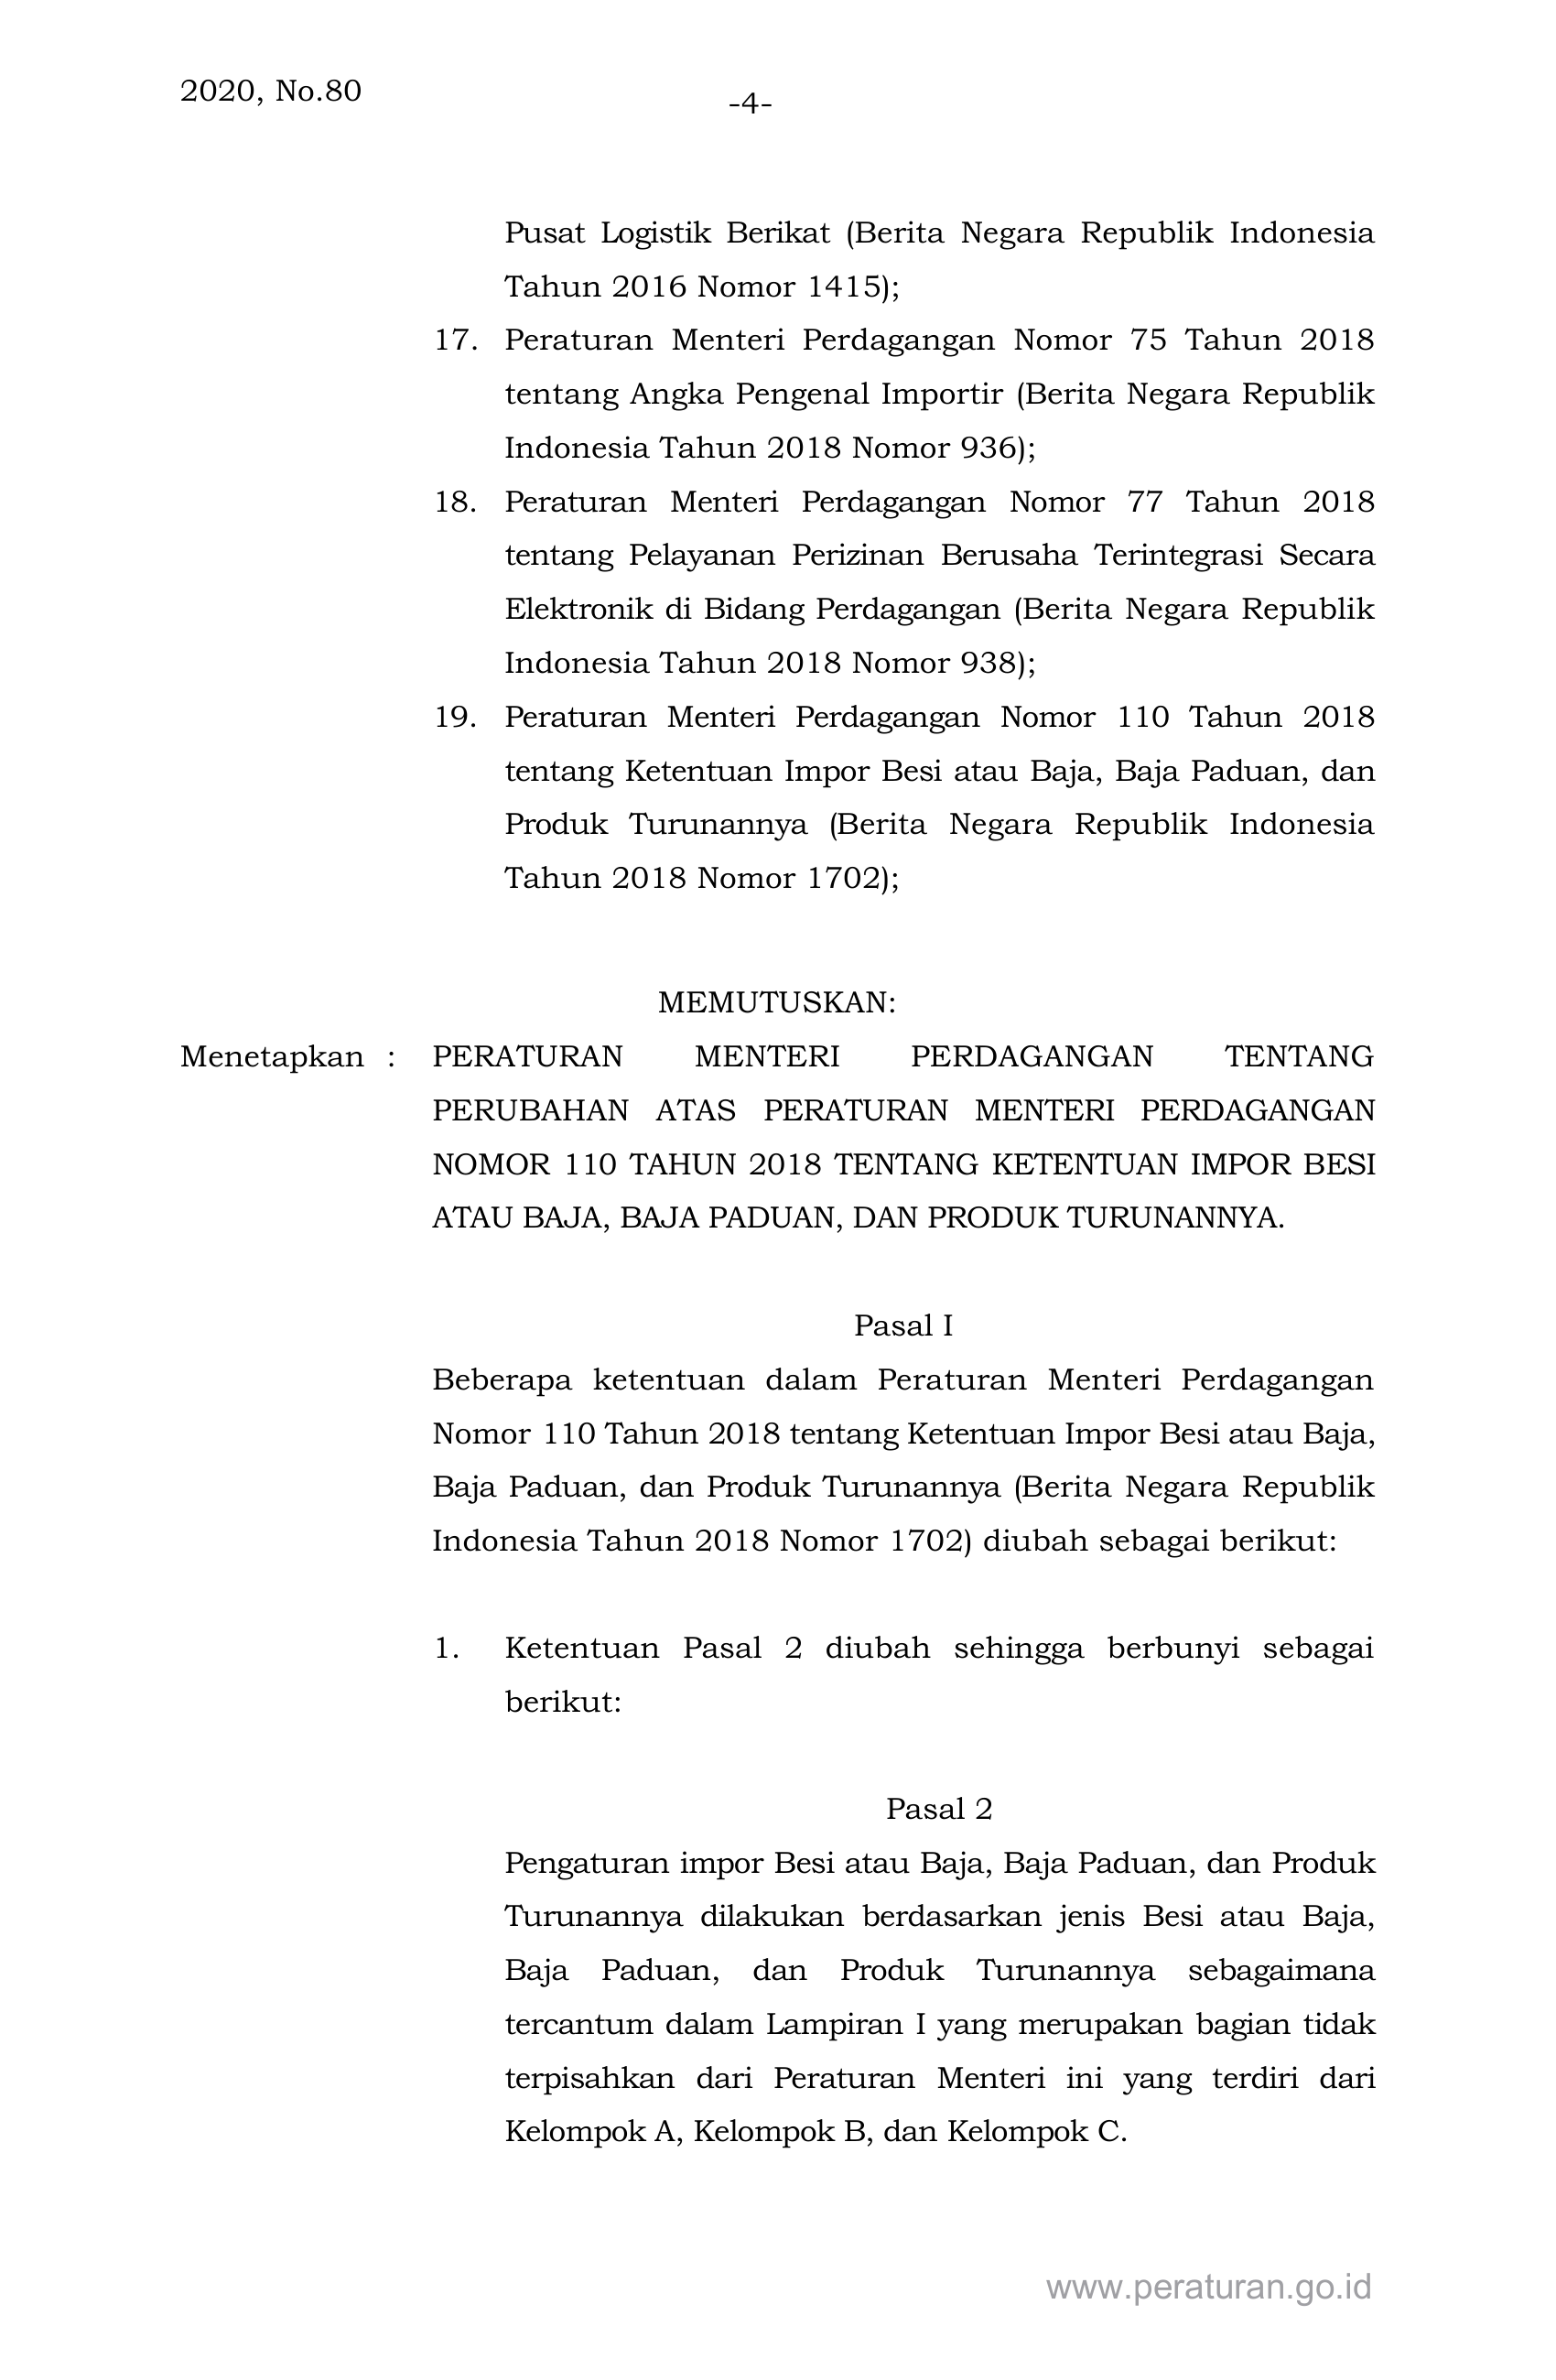 2020, No.80
-4-
Pusat Logistik Berikat (Berita Negara Republik Indonesia
Tahun 2016 Nomor 1415);
17. Peraturan Menteri Perdagangan Nomor 75 Tahun 2018
tentang Angka Pengenal Importir (Berita Negara Republik
Indonesia Tahun 2018 Nomor 936);
18. Peraturan Menteri Perdagangan Nomor 77 Tahun 2018
tentang Pelayanan Perizinan Berusaha Terintegrasi Secara
Elektronik di Bidang Perdagangan (Berita Negara Republik
Indonesia Tahun 2018 Nomor 938);
19. Peraturan Menteri Perdagangan Nomor 110 Tahun 2018
tentang Ketentuan Impor Besi atau Baja, Baja Paduan, dan
Produk Turunannya (Berita Negara Republik Indonesia
Tahun 2018 Nomor 1702);
MEMUTUSKAN:
Menetapkan : PERATURAN MENTERI PERDAGANGAN TENTANG
PERUBAHAN ATAS PERATURAN MENTERI PERDAGANGAN
NOMOR 110 TAHUN 2018 TENTANG KETENTUAN IMPOR BESI
ATAU BAJA, BAJA PADUAN, DAN PRODUK TURUNANNYA.
Pasal I
Beberapa ketentuan dalam Peraturan Menteri Perdagangan
Nomor 110 Tahun 2018 tentang Ketentuan Impor Besi atau Baja,
Baja Paduan, dan Produk Turunannya (Berita Negara Republik
Indonesia Tahun 2018 Nomor 1702) diubah sebagai berikut:
1. Ketentuan Pasal 2 diubah sehingga berbunyi sebagai
berikut:
Pasal 2
Pengaturan impor Besi atau Baja, Baja Paduan, dan Produk
Turunannya dilakukan berdasarkan jenis Besi atau Baja,
Baja Paduan, dan Produk Turunannya sebagaimana
tercantum dalam Lampiran I yang merupakan bagian tidak
terpisahkan dari Peraturan Menteri ini yang terdiri dari
Kelompok A, Kelompok B, dan Kelompok C.
www.peraturan.go.id